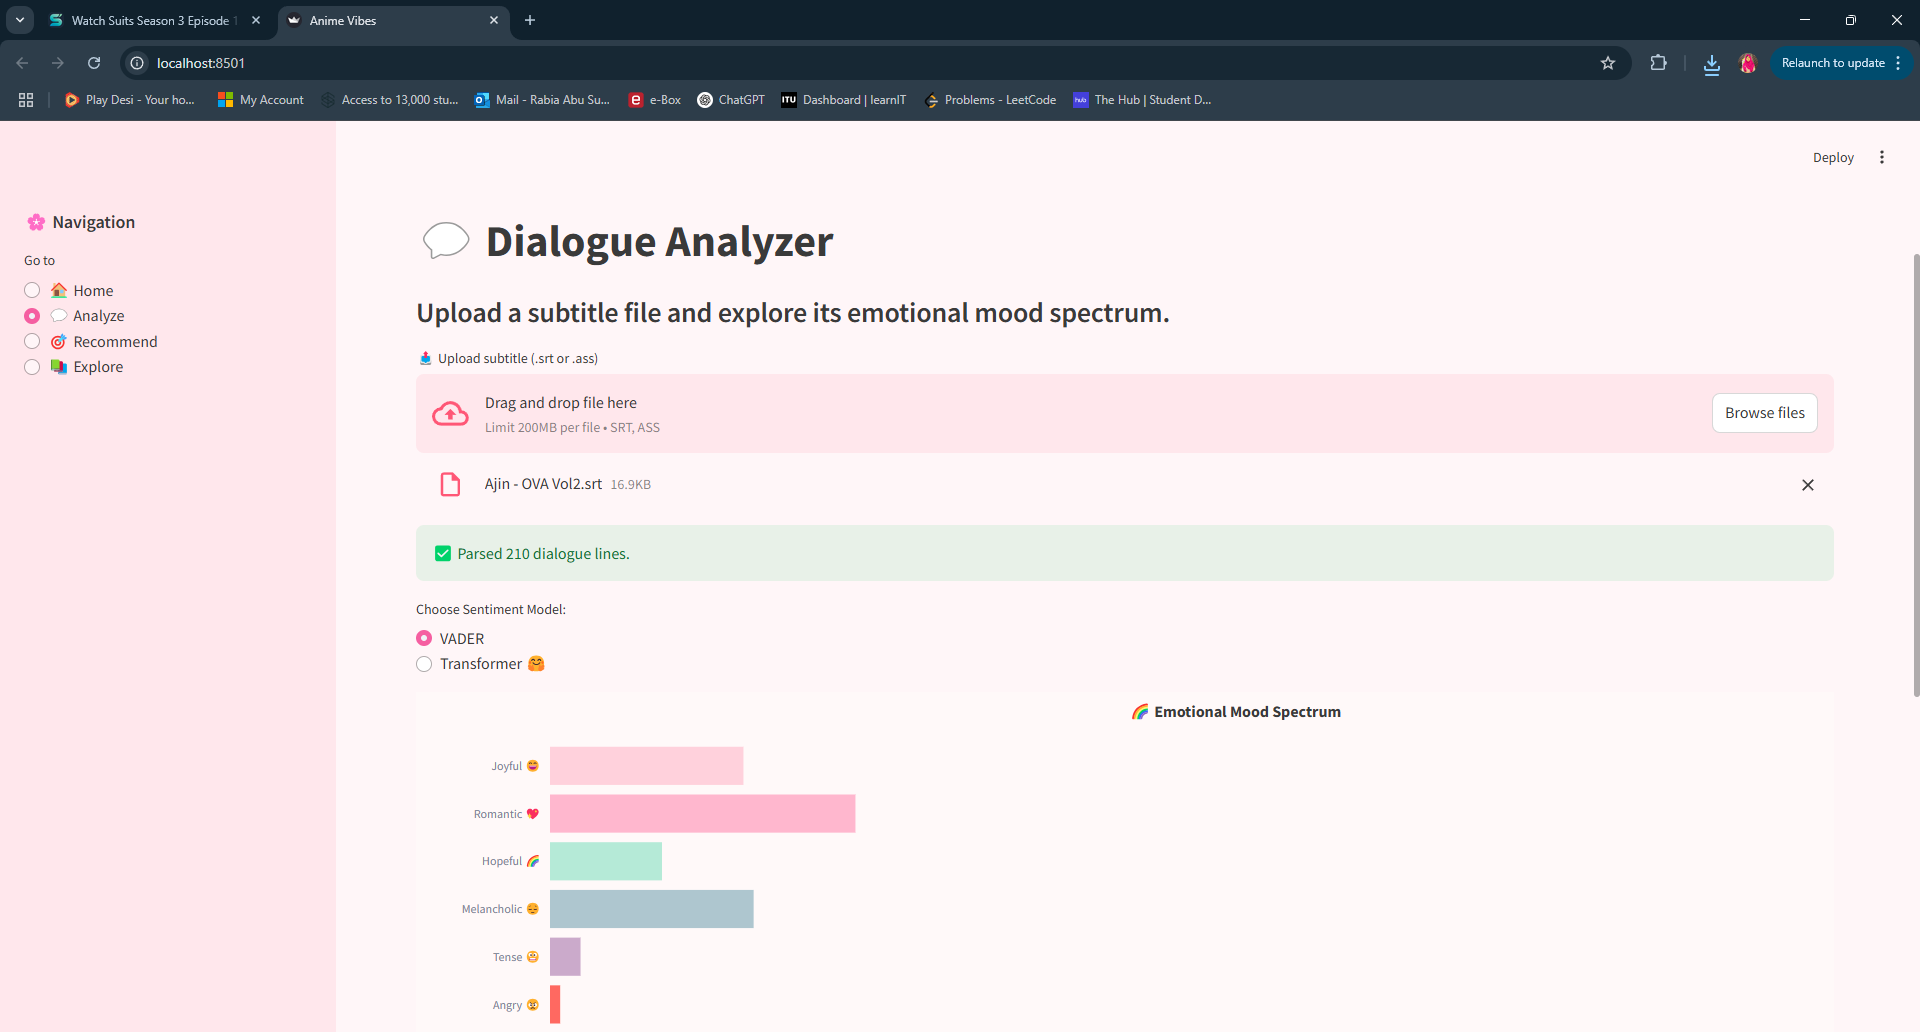 Watch Suits Season 3 Episode 1
Anime Vibes
localhost:8501
Relaunch to update
Play Desi - Your ho...
My Account
Access to 13,000 stu...
Mail - Rabia Abu Su...
e-Box
ChatGPT
ITU Dashboard | learnIT
Problems - LeetCode
hub The Hub | Student D...
Deploy
Navigation
Go to
Home
Analyze
Recommend
Explore
Dialogue Analyzer
Upload a subtitle file and explore its emotional mood spectrum.
Upload subtitle (.srt or .ass)
Drag and drop file here
Limit 200MB per file • SRT, ASS
Browse files
Ajin - OVA Vol2.srt 16.9KB
Parsed 210 dialogue lines.
Choose Sentiment Model:
VADER
Transformer 🤗
🌈 Emotional Mood Spectrum
Joyful
Romantic
Hopeful
Melancholic
Tense
Angry